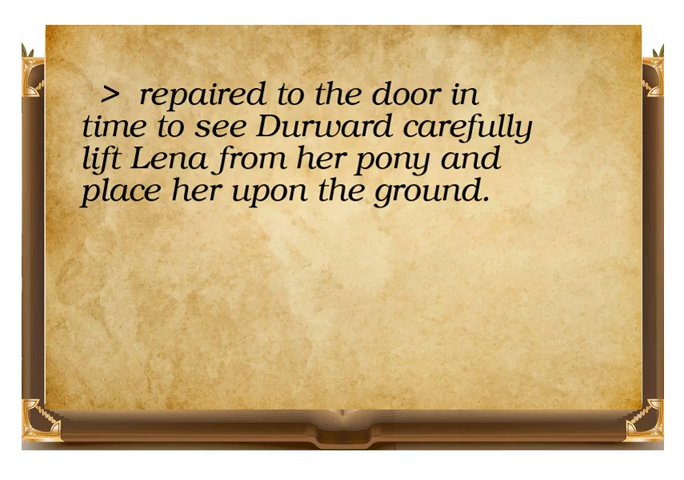 > repaired to the door in
time to see Durward carefully
lift Lena from her pony and
place her upon the ground.